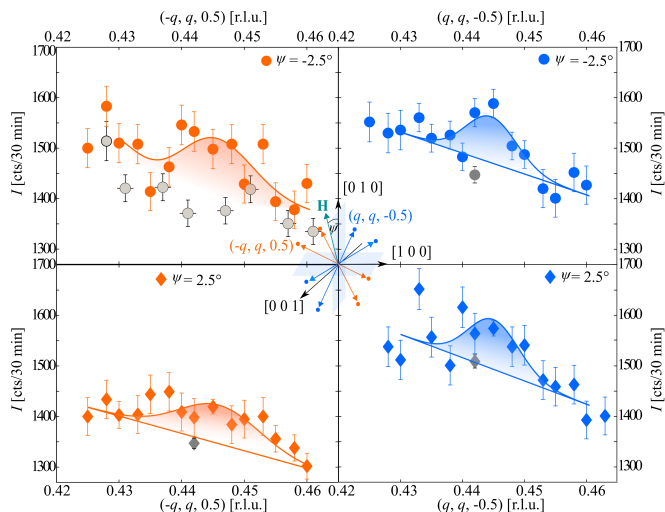 (-q, q, 0.5) [r.l.u.]
(q, q, -0.5) [r.l.u.]
0.42 0.43 0.44 0.45 0.46
0.42 0.43 0.44 0.45 0.46
I [cts/30 min]
1700
1600
1500
1400
1300
ψ = -2.5°
ψ = -2.5°
1700
1600
1500
1400
1300
I [cts/30 min]
[0 1 0]
H
ψ
(q, q, -0.5)
(-q, q, 0.5)
[1 0 0]
[0 0 1]
I [cts/30 min]
1700
1600
1500
1400
1300
ψ = 2.5°
ψ = 2.5°
1700
1600
1500
1400
1300
I [cts/30 min]
0.42 0.43 0.44 0.45 0.46
0.42 0.43 0.44 0.45 0.46
(-q, q, 0.5) [r.l.u.]
(q, q, -0.5) [r.l.u.]